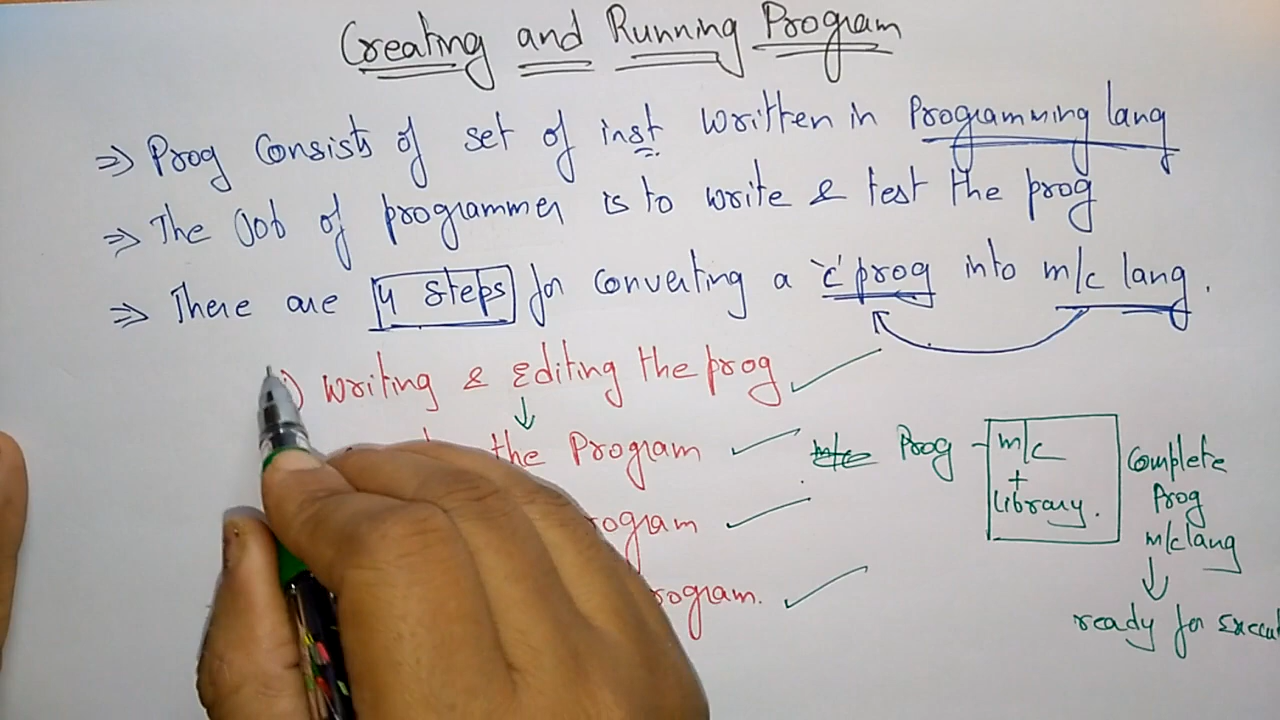 Creating and Running Program
⇒ Prog Consists of set of inst written in Programming lang
⇒ The Job of programmer is to write & test the prog
⇒ There are 4 Steps for Converting a 'C' prog into m/c lang.
i) Writing & Editing the prog ✓
the Program ✓
ogram ✓
rogram. ✓
Prog - m/c
+
Library.
Complete
Prog
m/c lang
↓
ready for Execu